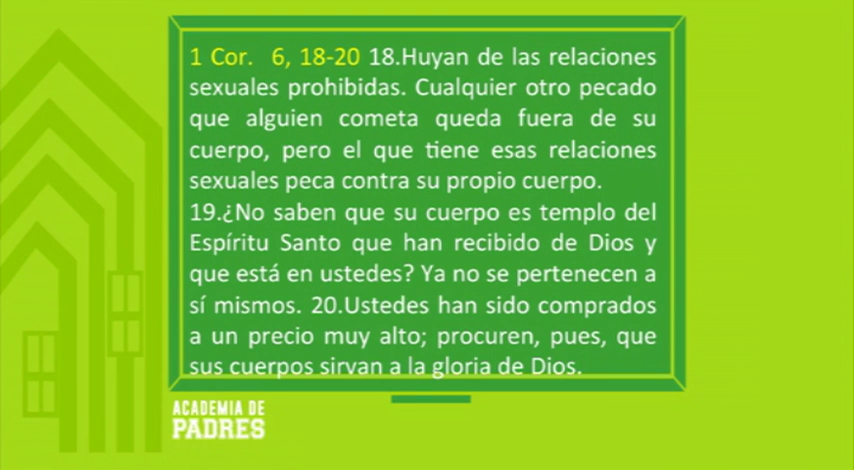 1 Cor. 6, 18-20 18.Huyan de las relaciones
sexuales prohibidas. Cualquier otro pecado
que alguien cometa queda fuera de su
cuerpo, pero el que tiene esas relaciones
sexuales peca contra su propio cuerpo.
19.¿No saben que su cuerpo es templo del
Espíritu Santo que han recibido de Dios y
que está en ustedes? Ya no se pertenecen a
sí mismos. 20.Ustedes han sido comprados
a un precio muy alto; procuren, pues, que
sus cuerpos sirvan a la gloria de Dios.
ACADEMIA DE
PADRES